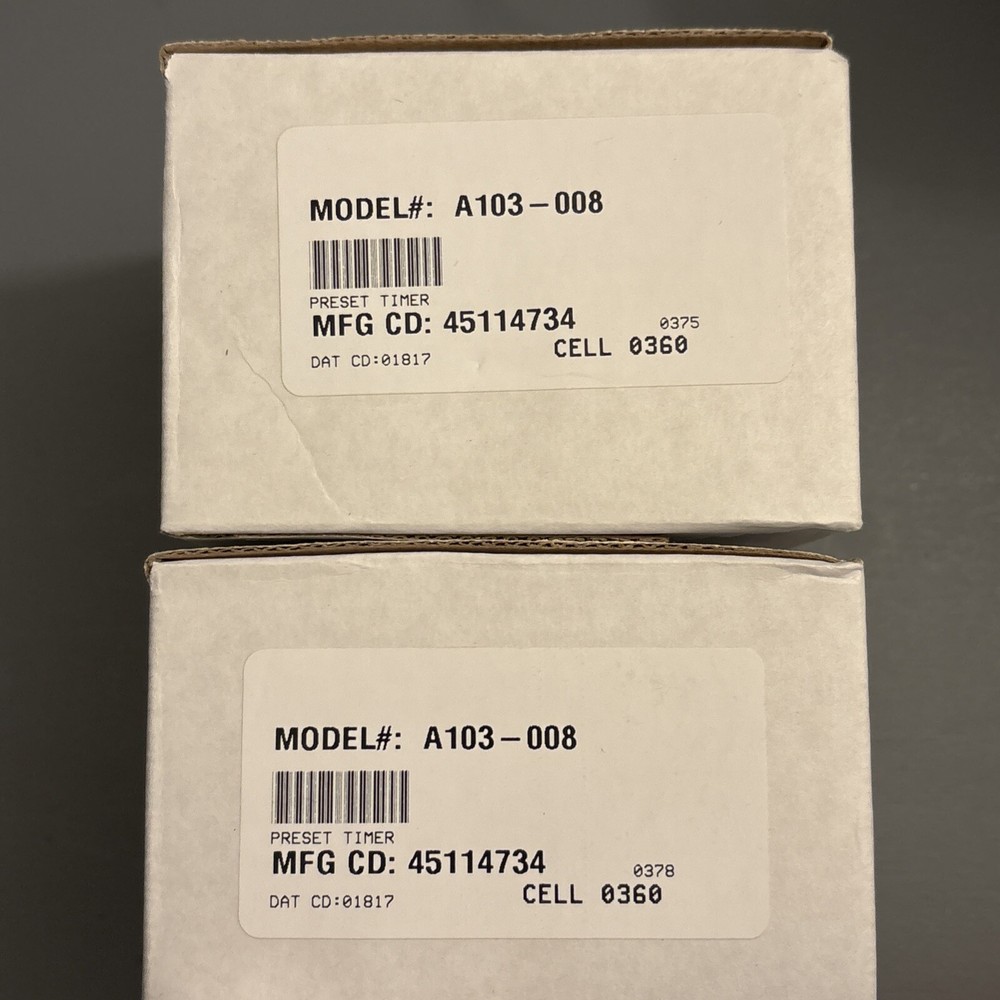 MODEL#: A103-008
PRESET TIMER
MFG CD: 45114734 0375
DAT CD:01817 CELL 0360
MODEL#: A103-008
PRESET TIMER
MFG CD: 45114734 0378
DAT CD:01817 CELL 0360